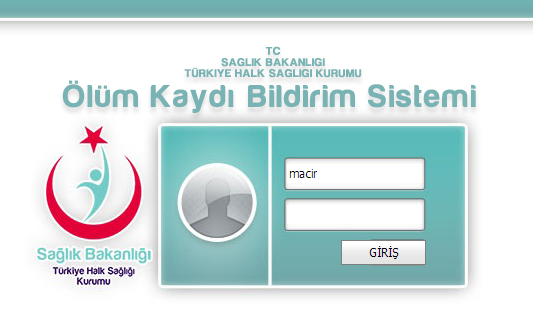 TC
SAGLIK BAKANLIGI
TÜRKIYE HALK SAGLIGI KURUMU
Ölüm Kaydı Bildirim Sistemi
macir
GİRİŞ
Sağlık Bakanlığı
Türkiye Halk Sağlığı
Kurumu